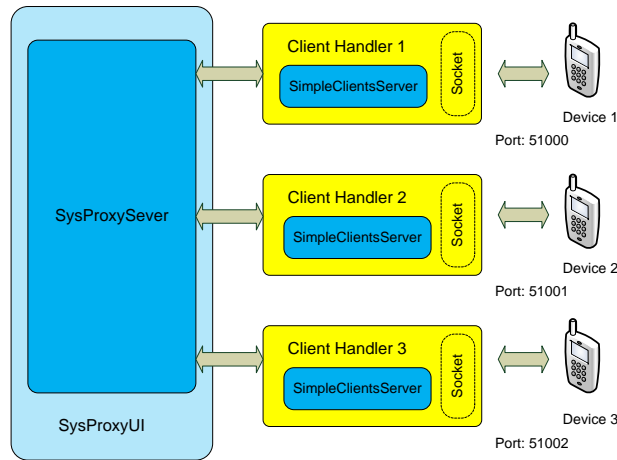 SysProxySever
SysProxyUI
Client Handler 1
SimpleClientsServer
Socket
Device 1
Port: 51000
Client Handler 2
SimpleClientsServer
Socket
Device 2
Port: 51001
Client Handler 3
SimpleClientsServer
Socket
Device 3
Port: 51002